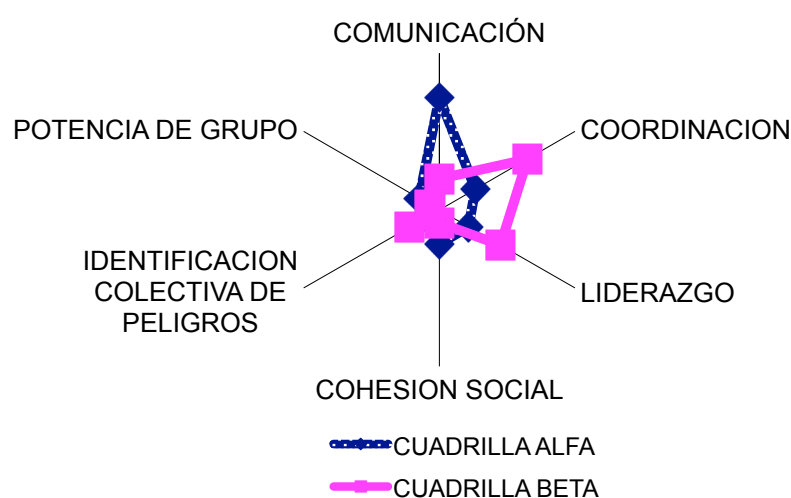 COMUNICACIÓN
POTENCIA DE GRUPO
COORDINACION
IDENTIFICACION
COLECTIVA DE
PELIGROS
LIDERAZGO
COHESION SOCIAL
CUADRILLA ALFA
CUADRILLA BETA